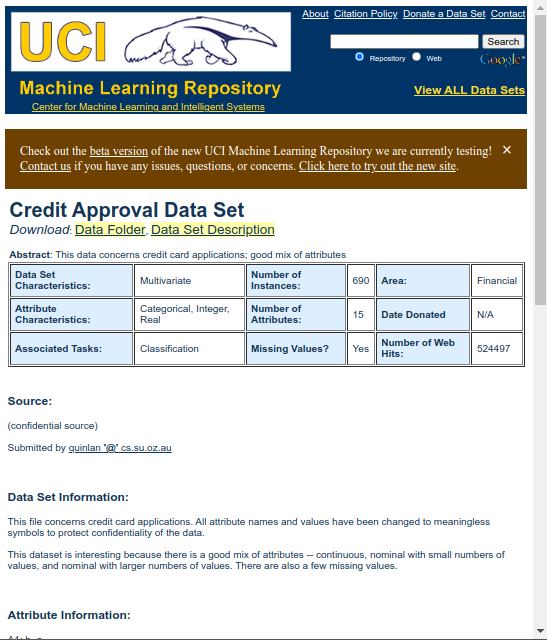 About Citation Policy Donate a Data Set Contact
Search
Repository Web Google™
View ALL Data Sets
UCI
Machine Learning Repository
Center for Machine Learning and Intelligent Systems
Check out the beta version of the new UCI Machine Learning Repository we are currently testing! ×
Contact us if you have any issues, questions, or concerns. Click here to try out the new site.
Credit Approval Data Set
Download: Data Folder, Data Set Description
Abstract: This data concerns credit card applications; good mix of attributes
Data Set Characteristics: Multivariate Number of Instances: 690 Area: Financial
Attribute Characteristics: Categorical, Integer, Real Number of Attributes: 15 Date Donated N/A
Associated Tasks: Classification Missing Values? Yes Number of Web Hits: 524497
Source:
(confidential source)
Submitted by quinlan '@' cs.su.oz.au
Data Set Information:
This file concerns credit card applications. All attribute names and values have been changed to meaningless
symbols to protect confidentiality of the data.
This dataset is interesting because there is a good mix of attributes -- continuous, nominal with small numbers of
values, and nominal with larger numbers of values. There are also a few missing values.
Attribute Information: